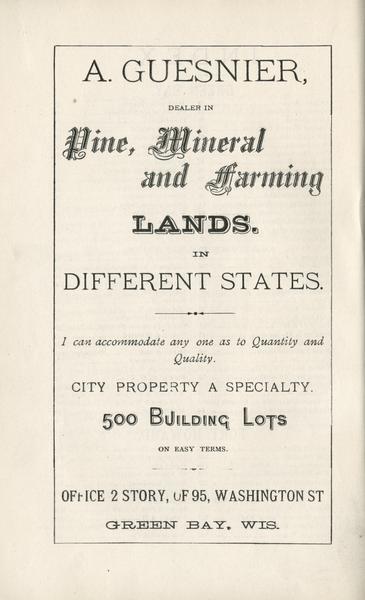 A. GUESNIER,
DEALER IN
Pine, Mineral
and Farming
LANDS.
IN
DIFFERENT STATES.
I can accommodate any one as to Quantity and
Quality.
CITY PROPERTY A SPECIALTY.
500 BUILDING LOTS
ON EASY TERMS.
OFFICE 2 STORY, OF 95, WASHINGTON ST
GREEN BAY, WIS.